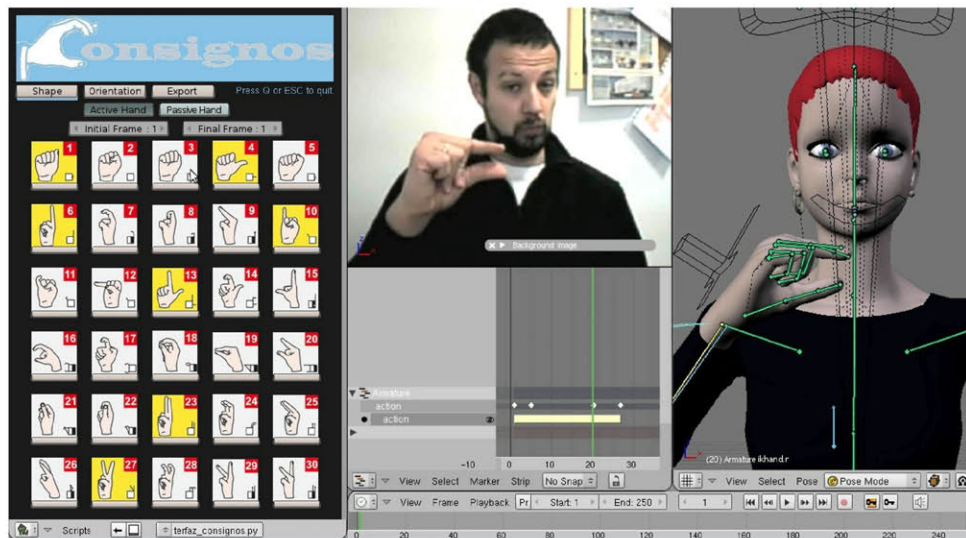 onsignos
Shape Orientation Export Press Q or ESC to quit
Active Hand Passive Hand
Initial Frame : 1 Final Frame : 1
1 2 3 4 5
6 7 8 9 10
11 12 13 14 15
16 17 18 19 20
21 22 23 24 25
26 27 28 29 30
Scripts terfaz_consignos.py
Background Image
Armature
action
action
-10 0 10 20 30
View Select Marker Strip No Snap
(20) Armature ikhand.r
View Select Pose Pose Mode
View Frame Playback Pr Start: 1 End: 250 1
0 20 40 60 80 100 120 140 160 180 200 220 240